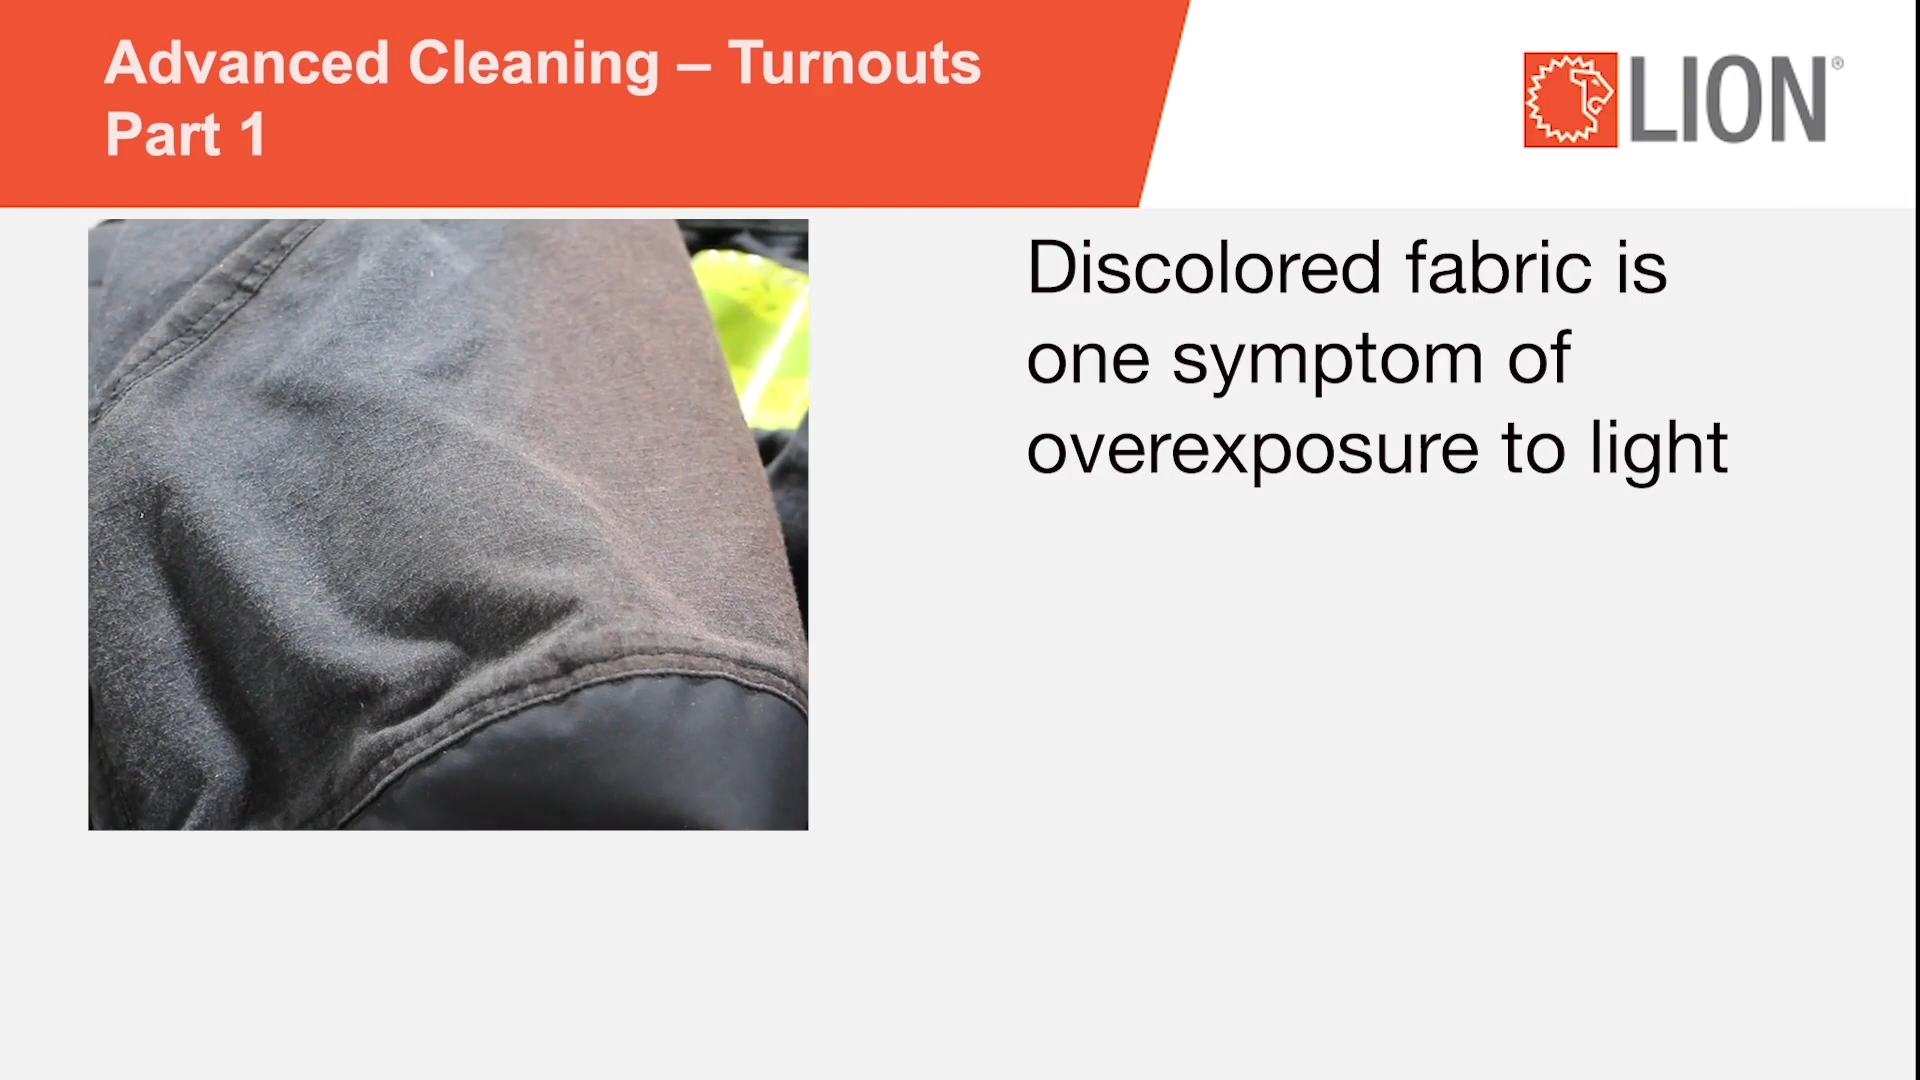 Advanced Cleaning – Turnouts
Part 1
LION®
Discolored fabric is
one symptom of
overexposure to light